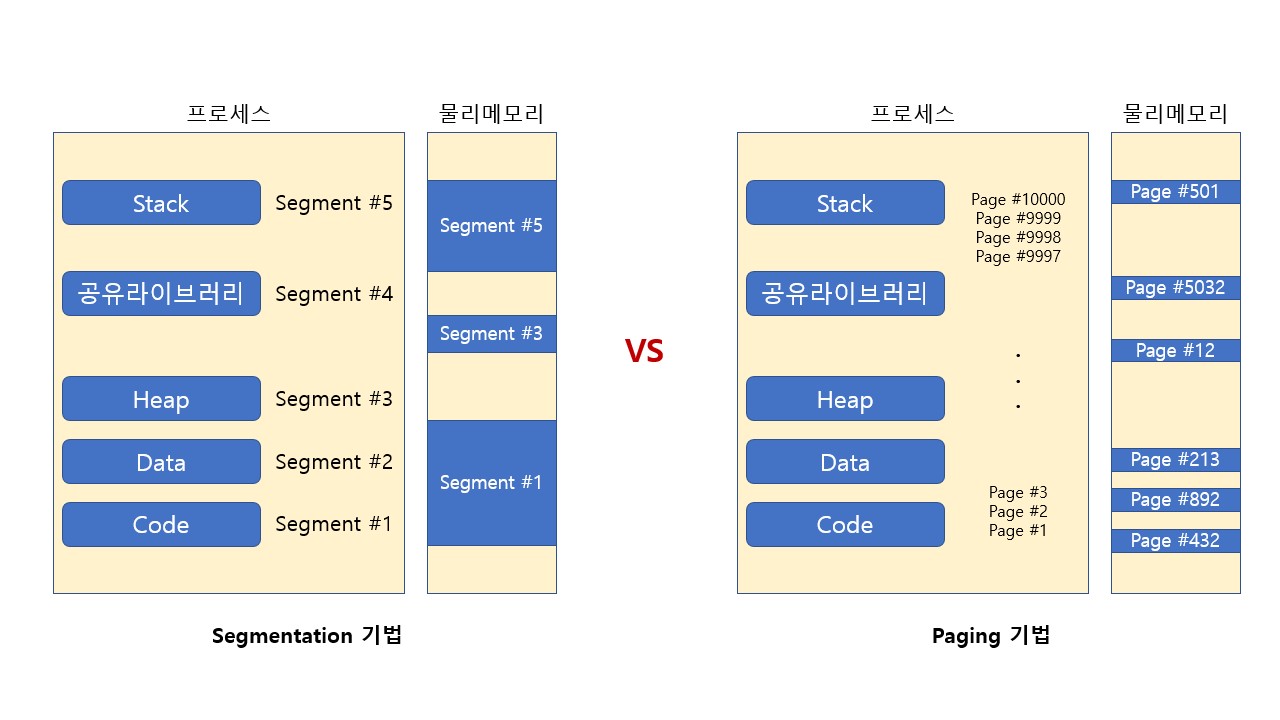 프로세스
물리메모리
Stack
Segment #5
공유라이브러리
Segment #4
Heap
Segment #3
Data
Segment #2
Code
Segment #1
Segment #5
Segment #3
Segment #1
Segmentation 기법
VS
프로세스
물리메모리
Stack
공유라이브러리
Heap
Data
Code
Page #10000
Page #9999
Page #9998
Page #9997
.
.
.
Page #3
Page #2
Page #1
Page #501
Page #5032
Page #12
Page #213
Page #892
Page #432
Paging 기법